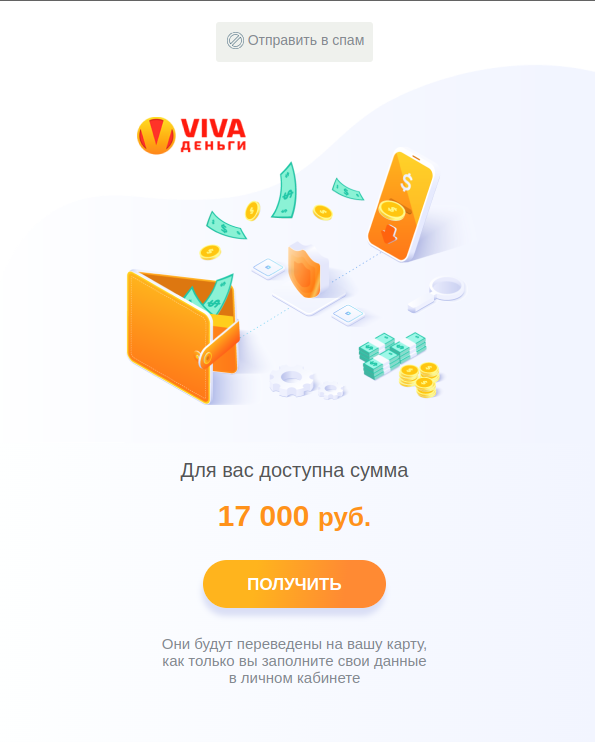 Отправить в спам
VIVA
ДЕНЬГИ
Для вас доступна сумма
17 000 руб.
ПОЛУЧИТЬ
Они будут переведены на вашу карту,
как только вы заполните свои данные
в личном кабинете